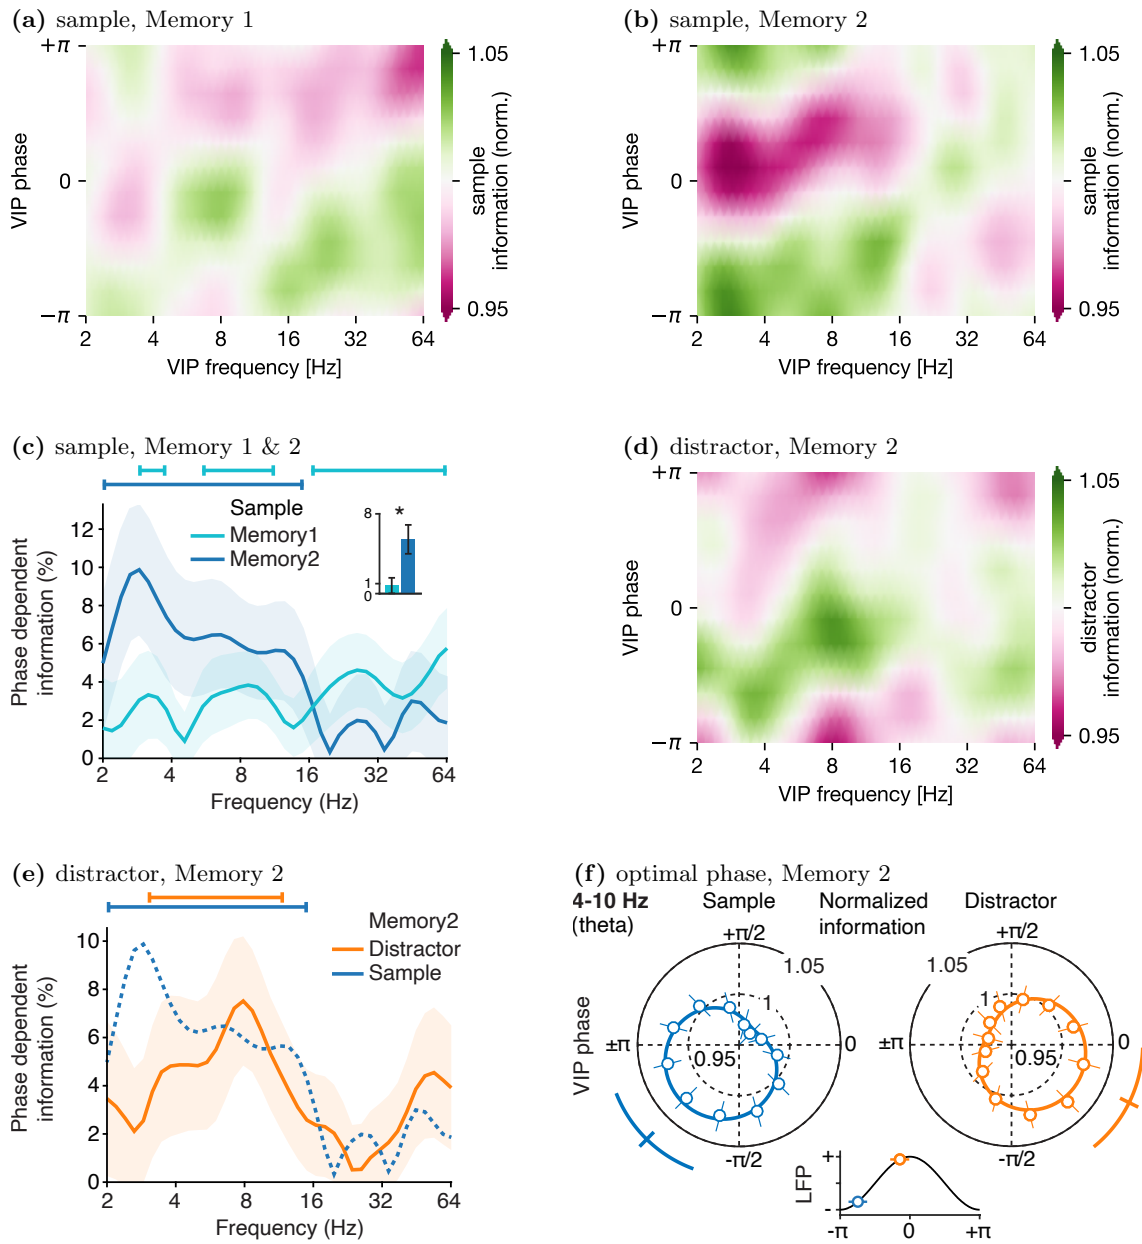 (a) sample, Memory 1
+π
0
−π
VIP phase
2 4 8 16 32 64
VIP frequency [Hz]
1.05
0.95
sample
information (norm.)
(b) sample, Memory 2
+π
0
−π
VIP phase
2 4 8 16 32 64
VIP frequency [Hz]
1.05
0.95
sample
information (norm.)
(c) sample, Memory 1 & 2
Sample
Memory1
Memory2
8
*
1
0
12
10
8
6
4
2
0
Phase dependent
information (%)
2 4 8 16 32 64
Frequency (Hz)
(d) distractor, Memory 2
+π
0
−π
VIP phase
2 4 8 16 32 64
VIP frequency [Hz]
1.05
0.95
distractor
information (norm.)
(e) distractor, Memory 2
Memory2
Distractor
Sample
10
8
6
4
2
0
Phase dependent
information (%)
2 4 8 16 32 64
Frequency (Hz)
(f) optimal phase, Memory 2
4-10 Hz Sample Normalized Distractor
(theta) information
+π/2 +π/2
1.05 1.05
1 1
±π 0 ±π 0
0.95 0.95
VIP phase
-π/2 -π/2
LFP
+
-
-π 0 +π